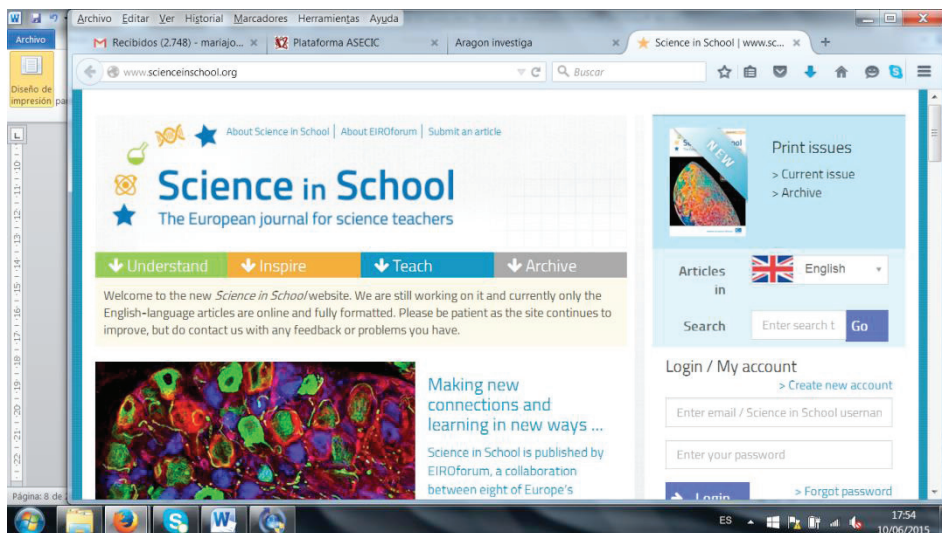 Archivo Editar Ver Historial Marcadores Herramientas Ayuda
Archivo
Recibidos (2.748) - mariajo...
Plataforma ASECIC
Aragon investiga
Science in School | www.sc...
www.scienceinschool.org
Buscar
Diseño de
impresión
About Science in School | About EIROforum | Submit an article
Science in School
The European journal for science teachers
Understand
Inspire
Teach
Archive
Welcome to the new Science in School website. We are still working on it and currently only the
English-language articles are online and fully formatted. Please be patient as the site continues to
improve, but do contact us with any feedback or problems you have.
Making new
connections and
learning in new ways ...
Science in School is published by
EIROforum, a collaboration
between eight of Europe's
NEW
Print issues
> Current issue
> Archive
Articles
in
English
Search
Enter search t
Go
Login / My account
> Create new account
Enter email / Science in School usernam
Enter your password
Login
> Forgot password
Página: 8 de
ES
17:54
10/06/2015